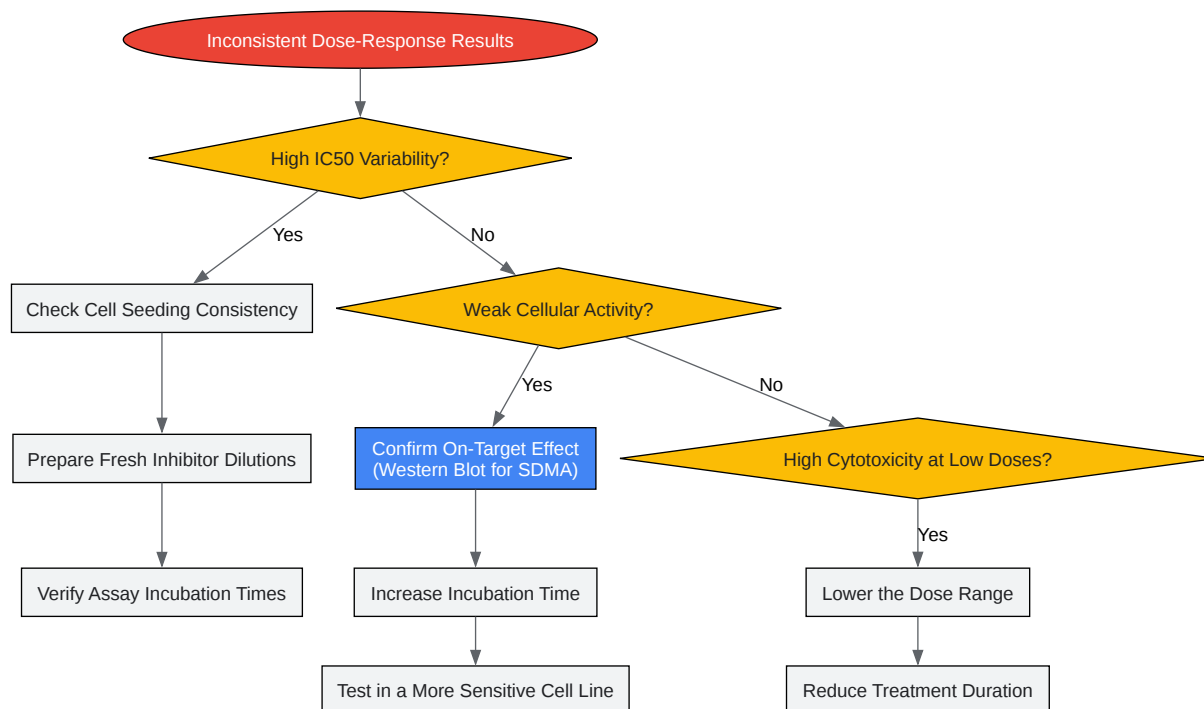 Inconsistent Dose-Response Results
High IC50 Variability?
Yes
No
Check Cell Seeding Consistency
Weak Cellular Activity?
Yes
No
Prepare Fresh Inhibitor Dilutions
Confirm On-Target Effect
(Western Blot for SDMA)
High Cytotoxicity at Low Doses?
Yes
Verify Assay Incubation Times
Increase Incubation Time
Lower the Dose Range
Test in a More Sensitive Cell Line
Reduce Treatment Duration